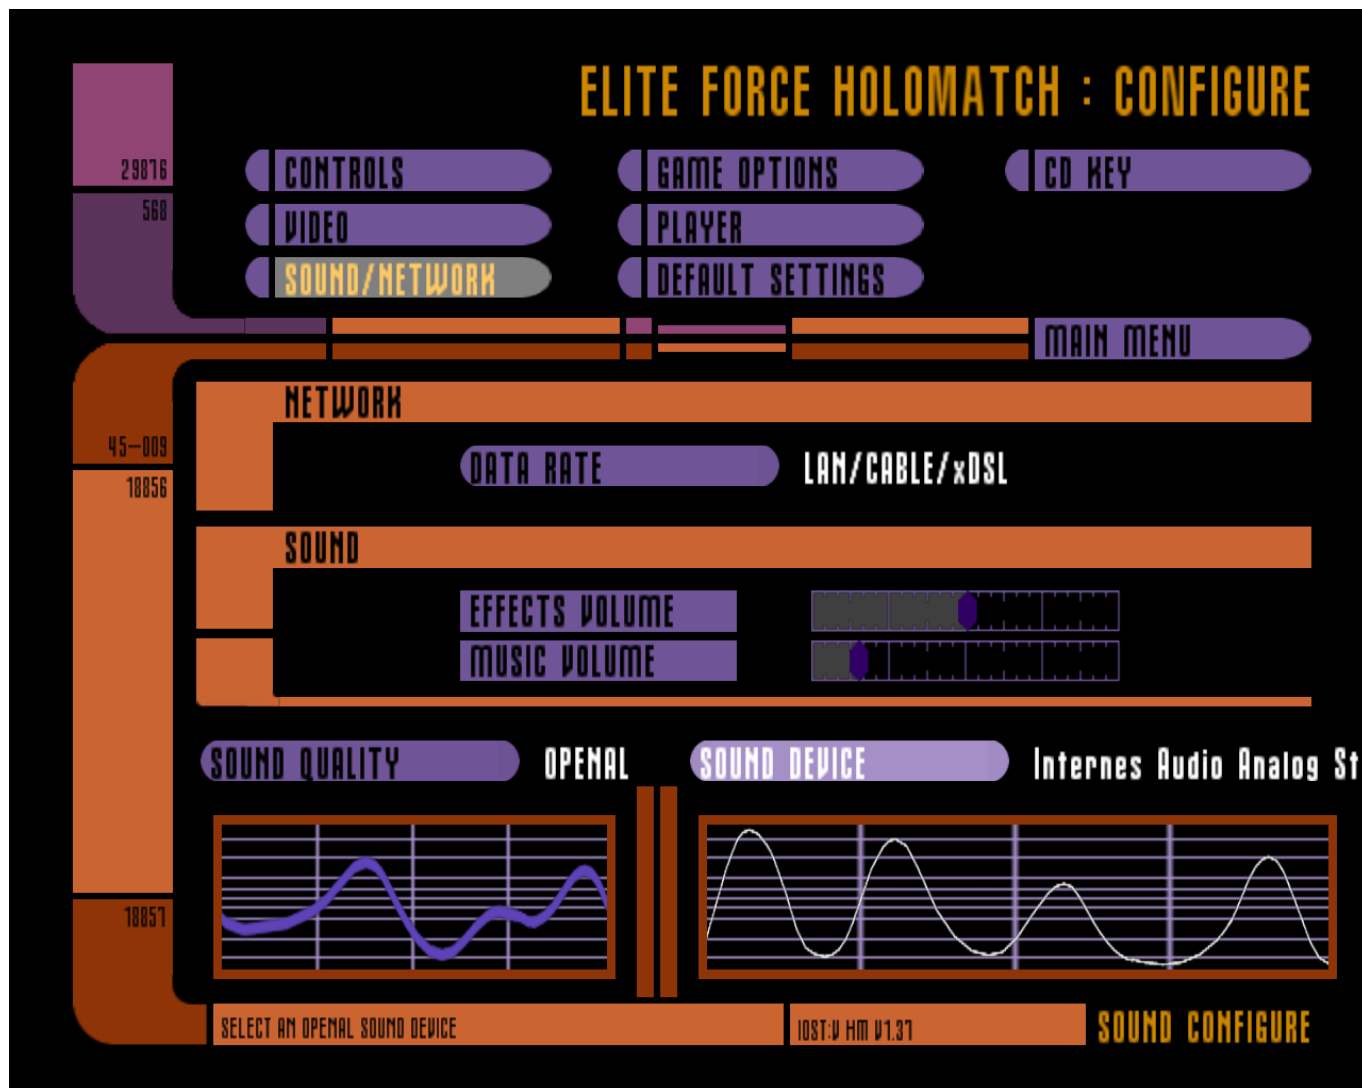 ELITE FORCE HOLOMATCH : CONFIGURE
29876
568
CONTROLS
GAME OPTIONS
CD KEY
VIDEO
PLAYER
SOUND/NETWORK
DEFAULT SETTINGS
MAIN MENU
NETWORK
45-009
18856
DATA RATE
LAN/CABLE/xDSL
SOUND
EFFECTS VOLUME
MUSIC VOLUME
SOUND QUALITY
OPENAL
SOUND DEVICE
Internes Audio Analog St
18857
SELECT AN OPENAL SOUND DEVICE
IOST:V HM V1.37
SOUND CONFIGURE